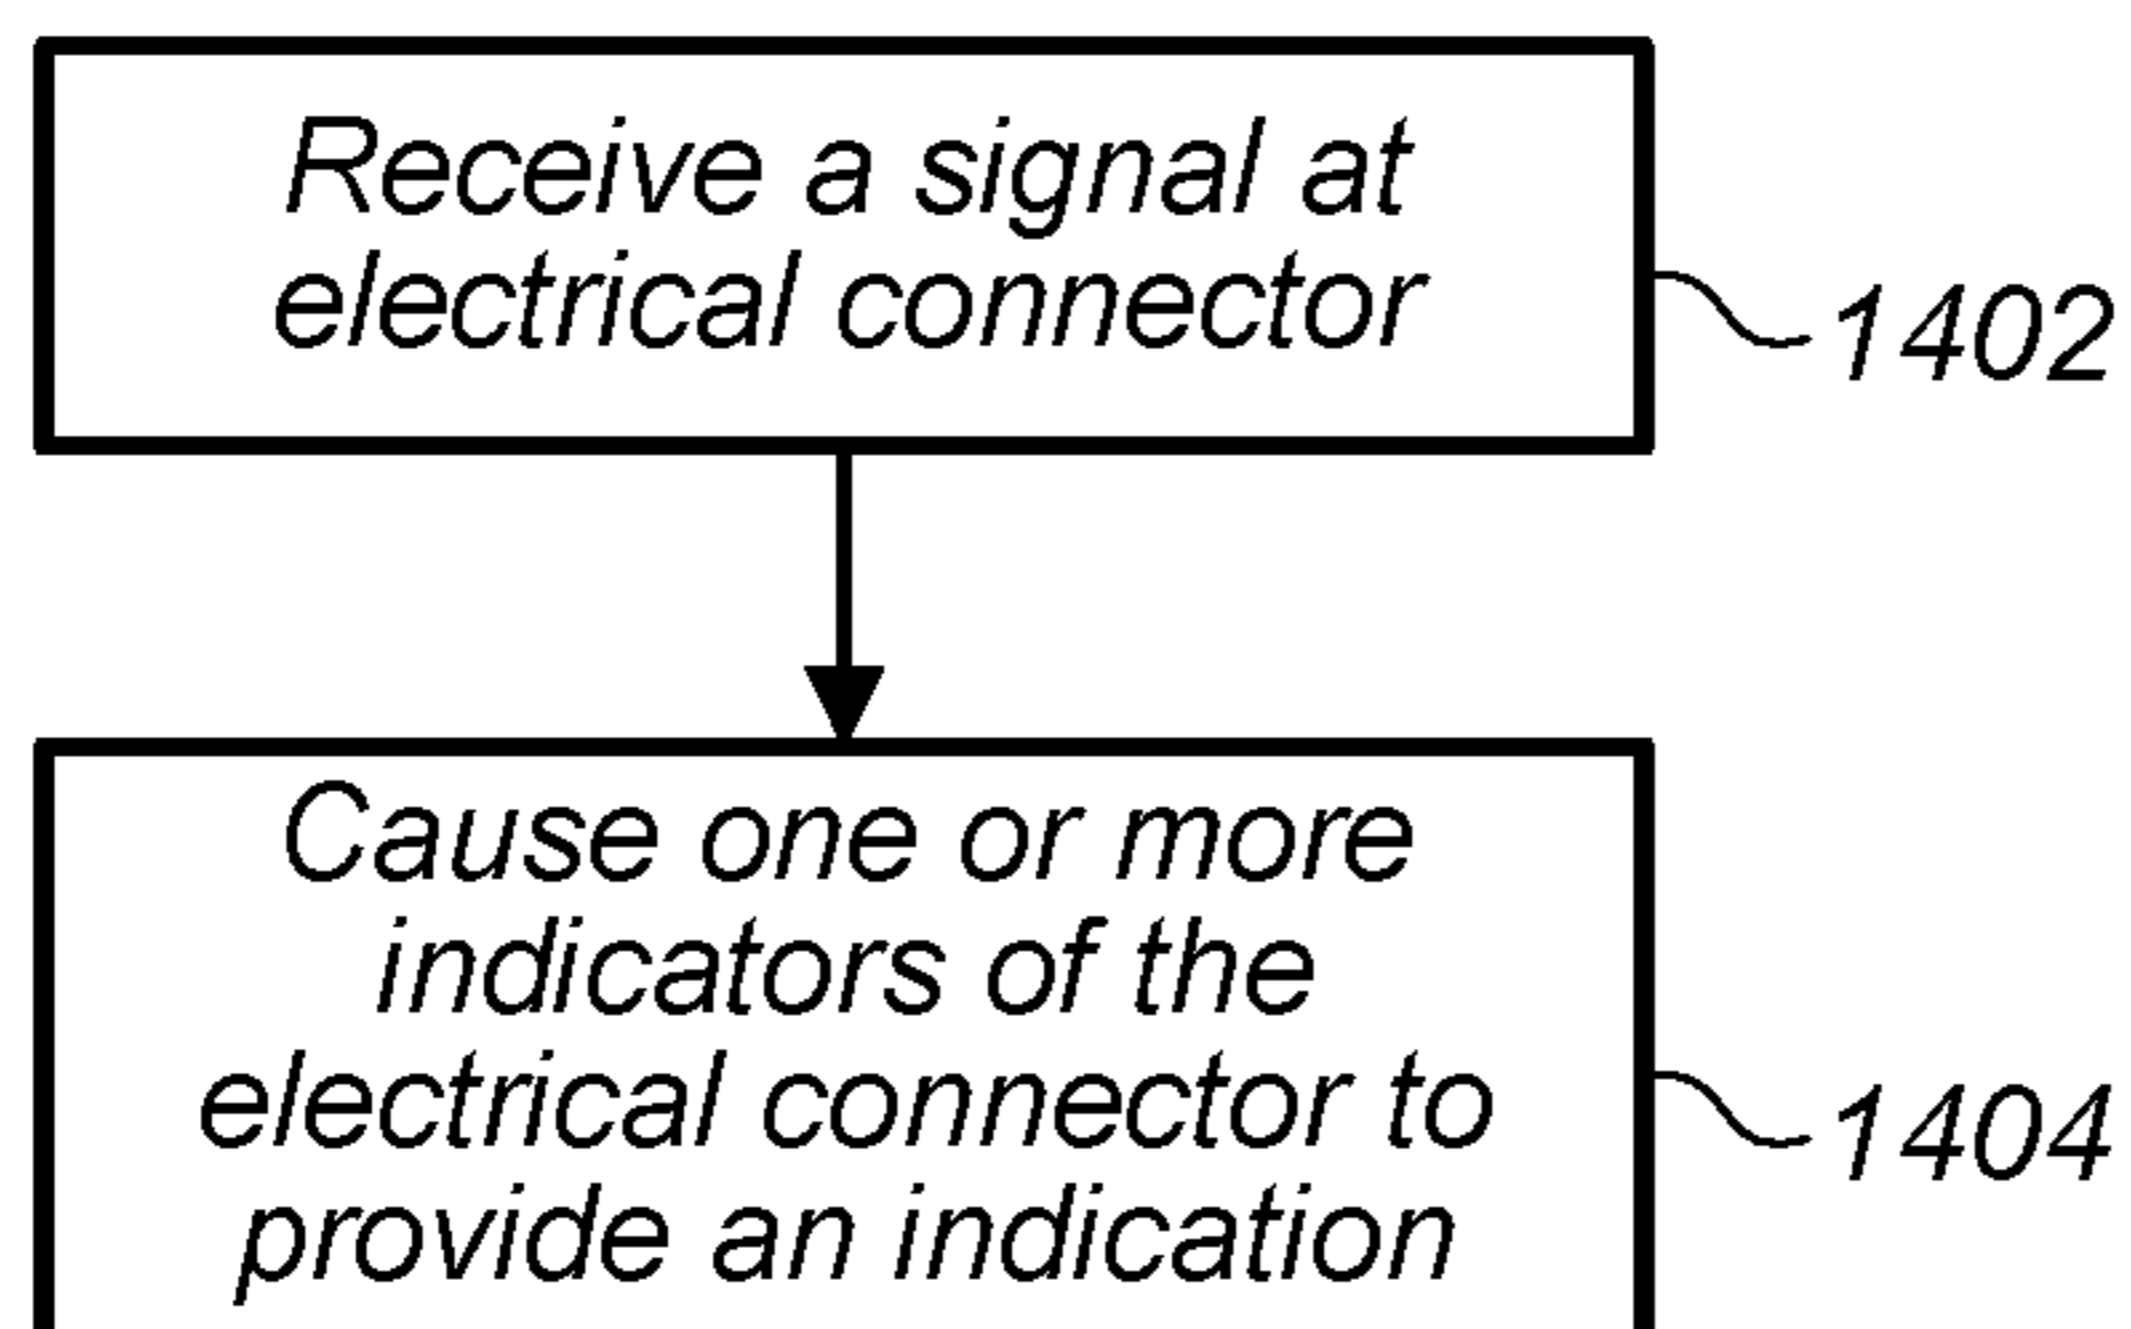 Receive a signal at
electrical connector
1402
Cause one or more
indicators of the
electrical connector to
provide an indication
1404